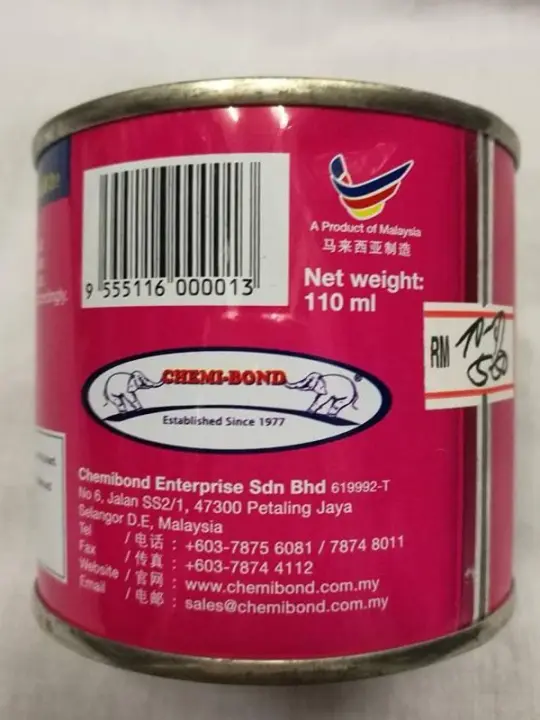 A Product of Malaysia
马来西亚制造
9 555116 000013
Net weight:
110 ml
RM
CHEMI-BOND
®
Established Since 1977
Chemibond Enterprise Sdn Bhd 619992-T
No 6, Jalan SS2/1, 47300 Petaling Jaya
Selangor D.E, Malaysia
Tel / 电话 : +603-7875 6081 / 7874 8011
Fax / 传真 : +603-7874 4112
Website / 官网 : www.chemibond.com.my
Email / 电邮 : sales@chemibond.com.my